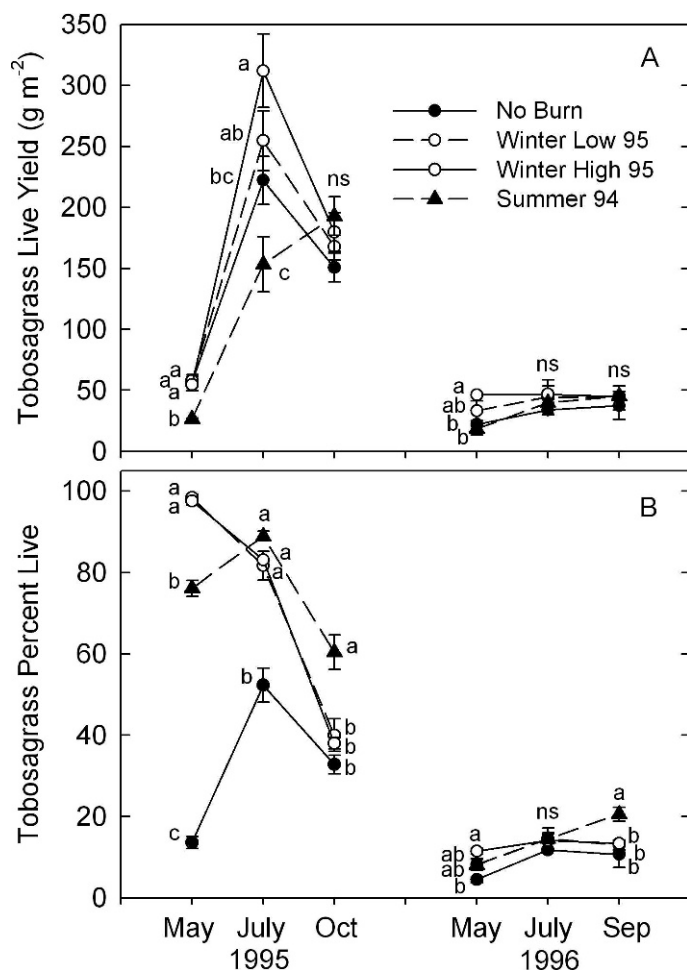 350
300
250
200
150
100
50
0
Tobosagrass Live Yield (g m⁻²)
A
No Burn
Winter Low 95
Winter High 95
Summer 94
a
ab
bc
ns
c
a
a
a
b
a
ab
b
b
ns
ns
100
80
60
40
20
0
Tobosagrass Percent Live
B
a
a
b
c
a
a
a
b
a
b
b
b
a
ab
ab
b
ns
a
b
b
b
May July Oct May July Sep
1995 1996